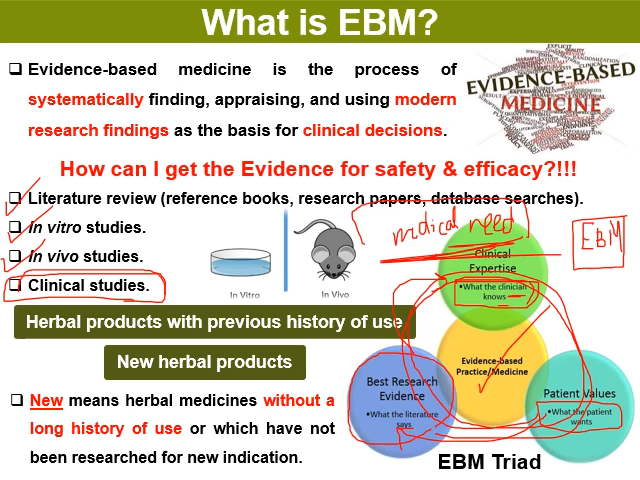 What is EBM?
❑ Evidence-based medicine is the process of
systematically finding, appraising, and using modern
research findings as the basis for clinical decisions.
EVIDENCE-BASED
MEDICINE
How can I get the Evidence for safety & efficacy?!!!
❑ Literature review (reference books, research papers, database searches).
❑ In vitro studies.
❑ In vivo studies.
❑ Clinical studies.
In Vitro
In Vivo
medical need
EBM
Clinical
Expertise
•What the clinician
knows
Herbal products with previous history of use
New herbal products
Evidence-based
Practice/Medicine
Best Research
Evidence
•What the literature
says
Patient Values
•What the patient
wants
❑ New means herbal medicines without a
long history of use or which have not
been researched for new indication.
EBM Triad